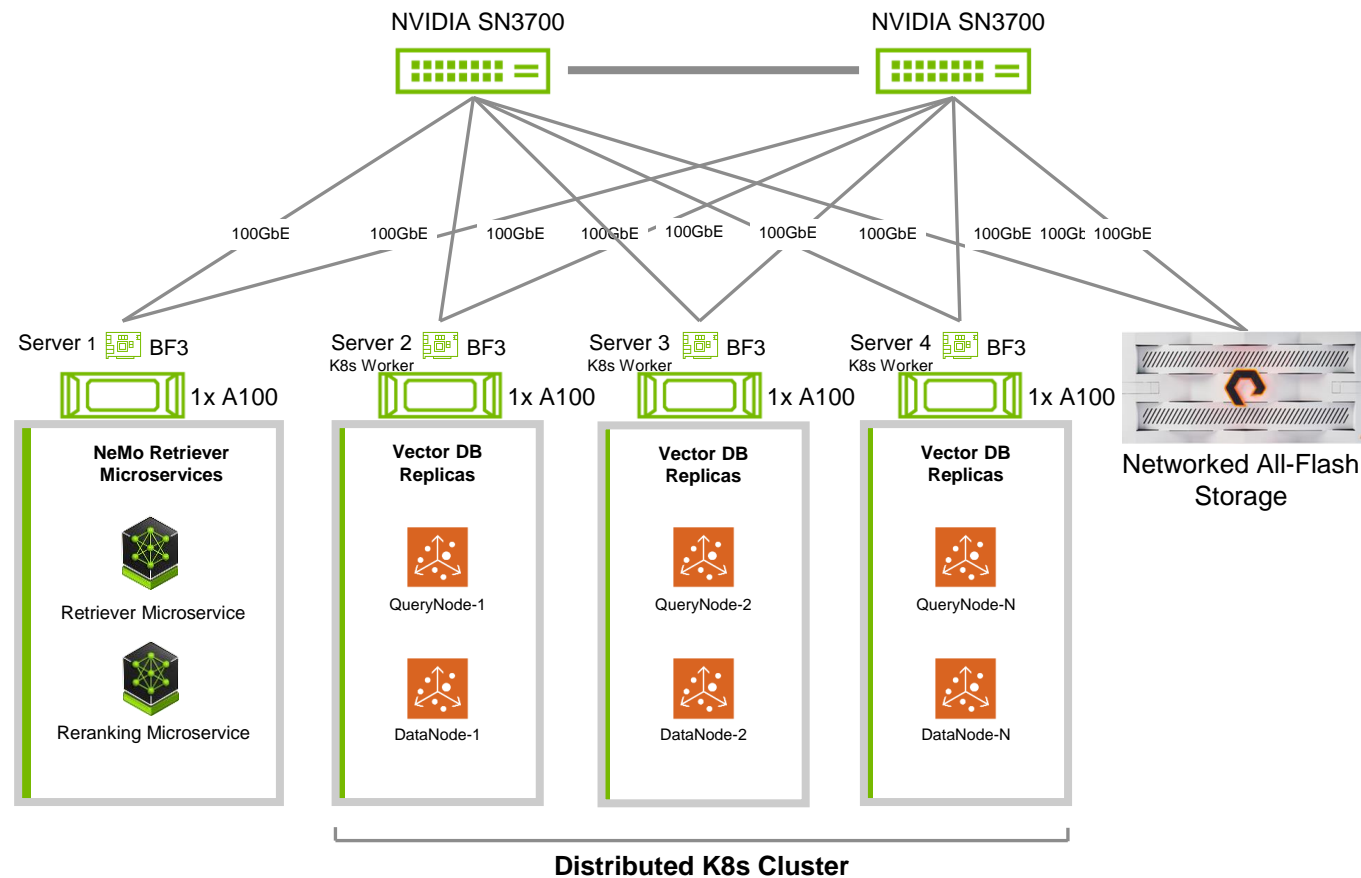 NVIDIA SN3700
NVIDIA SN3700
100GbE
100GbE
100GbE
100GbE
100GbE
100GbE
100GbE
100GbE
100Gb
100GbE
Server 1
BF3
Server 2
K8s Worker
BF3
Server 3
K8s Worker
BF3
Server 4
K8s Worker
BF3
1x A100
1x A100
1x A100
1x A100
NeMo Retriever
Microservices
Retriever Microservice
Reranking Microservice
Vector DB
Replicas
QueryNode-1
DataNode-1
Vector DB
Replicas
QueryNode-2
DataNode-2
Vector DB
Replicas
QueryNode-N
DataNode-N
Networked All-Flash
Storage
Distributed K8s Cluster